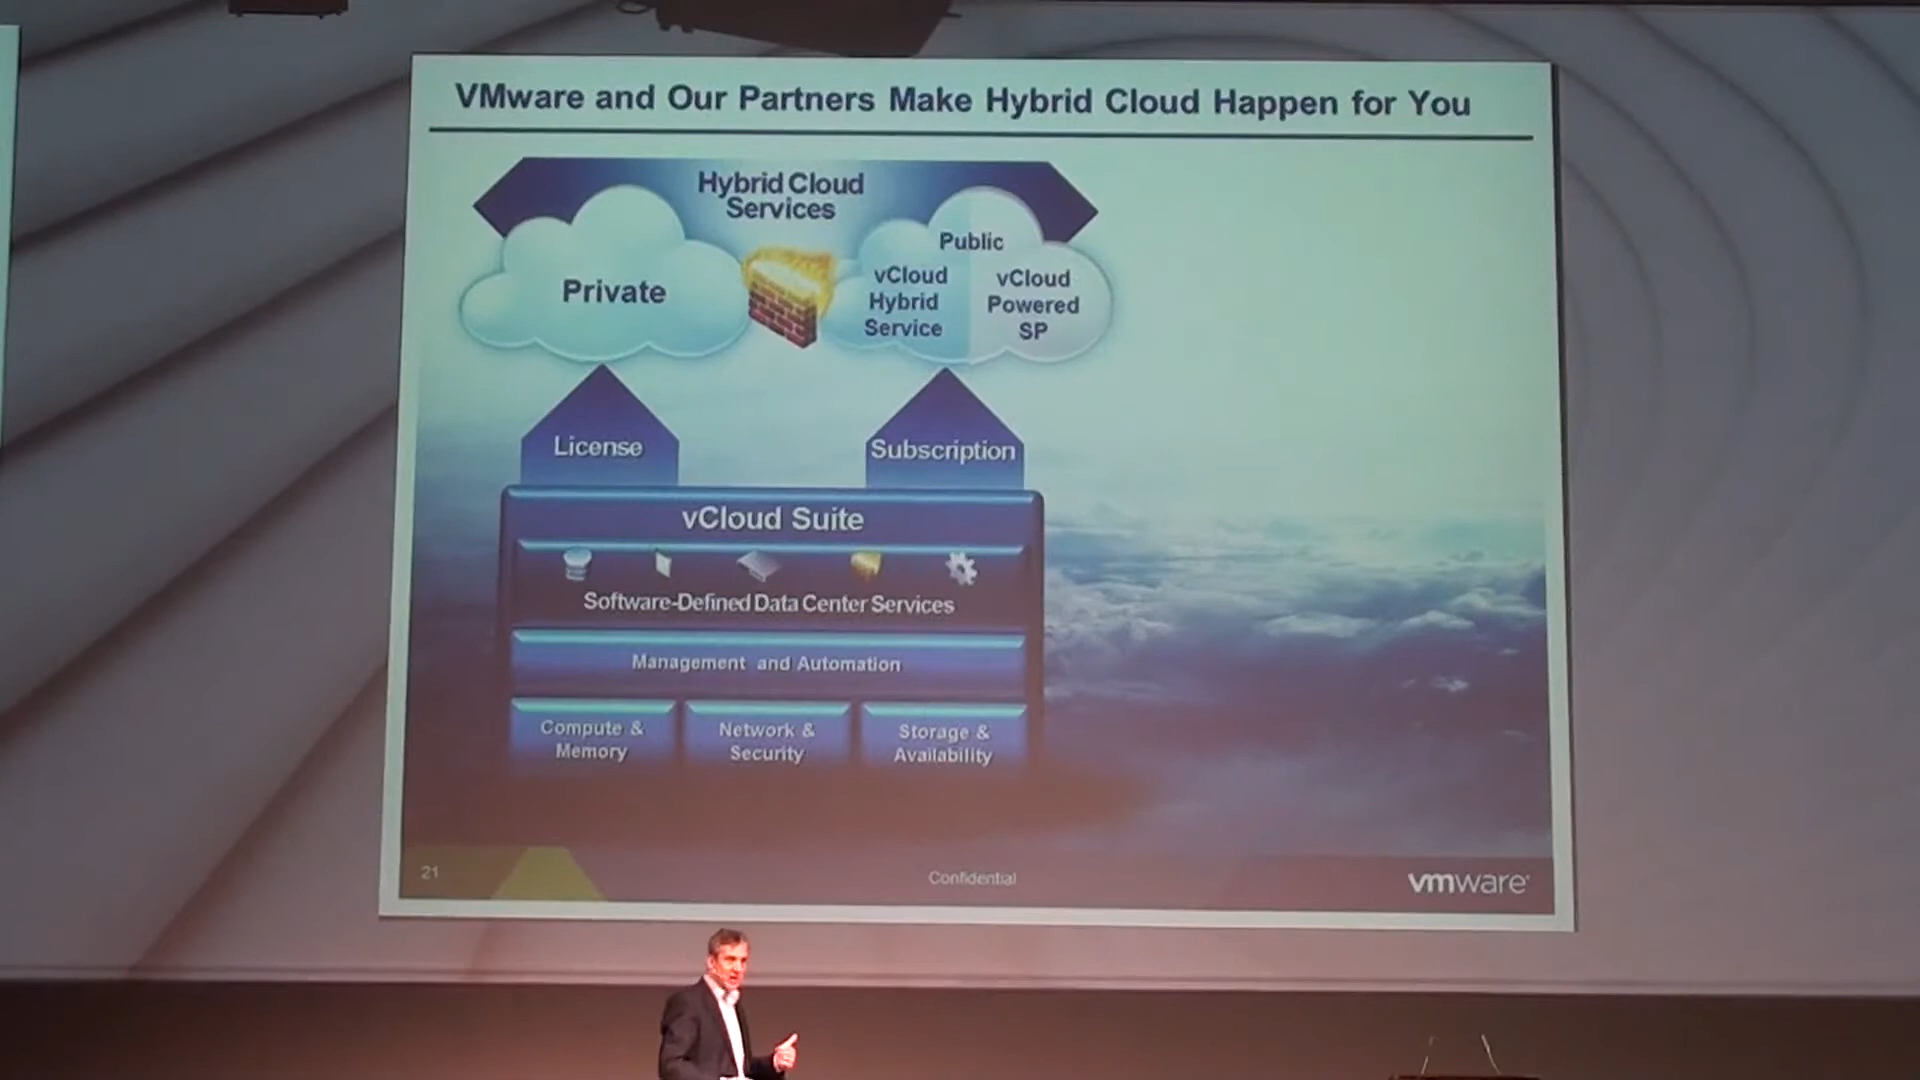 VMware and Our Partners Make Hybrid Cloud Happen for You
Hybrid Cloud
Services
Private
Public
vCloud
Hybrid
Service
vCloud
Powered
SP
License
Subscription
vCloud Suite
Software-Defined Data Center Services
Management and Automation
Compute &
Memory
Network &
Security
Storage &
Availability
21
Confidential
vmware